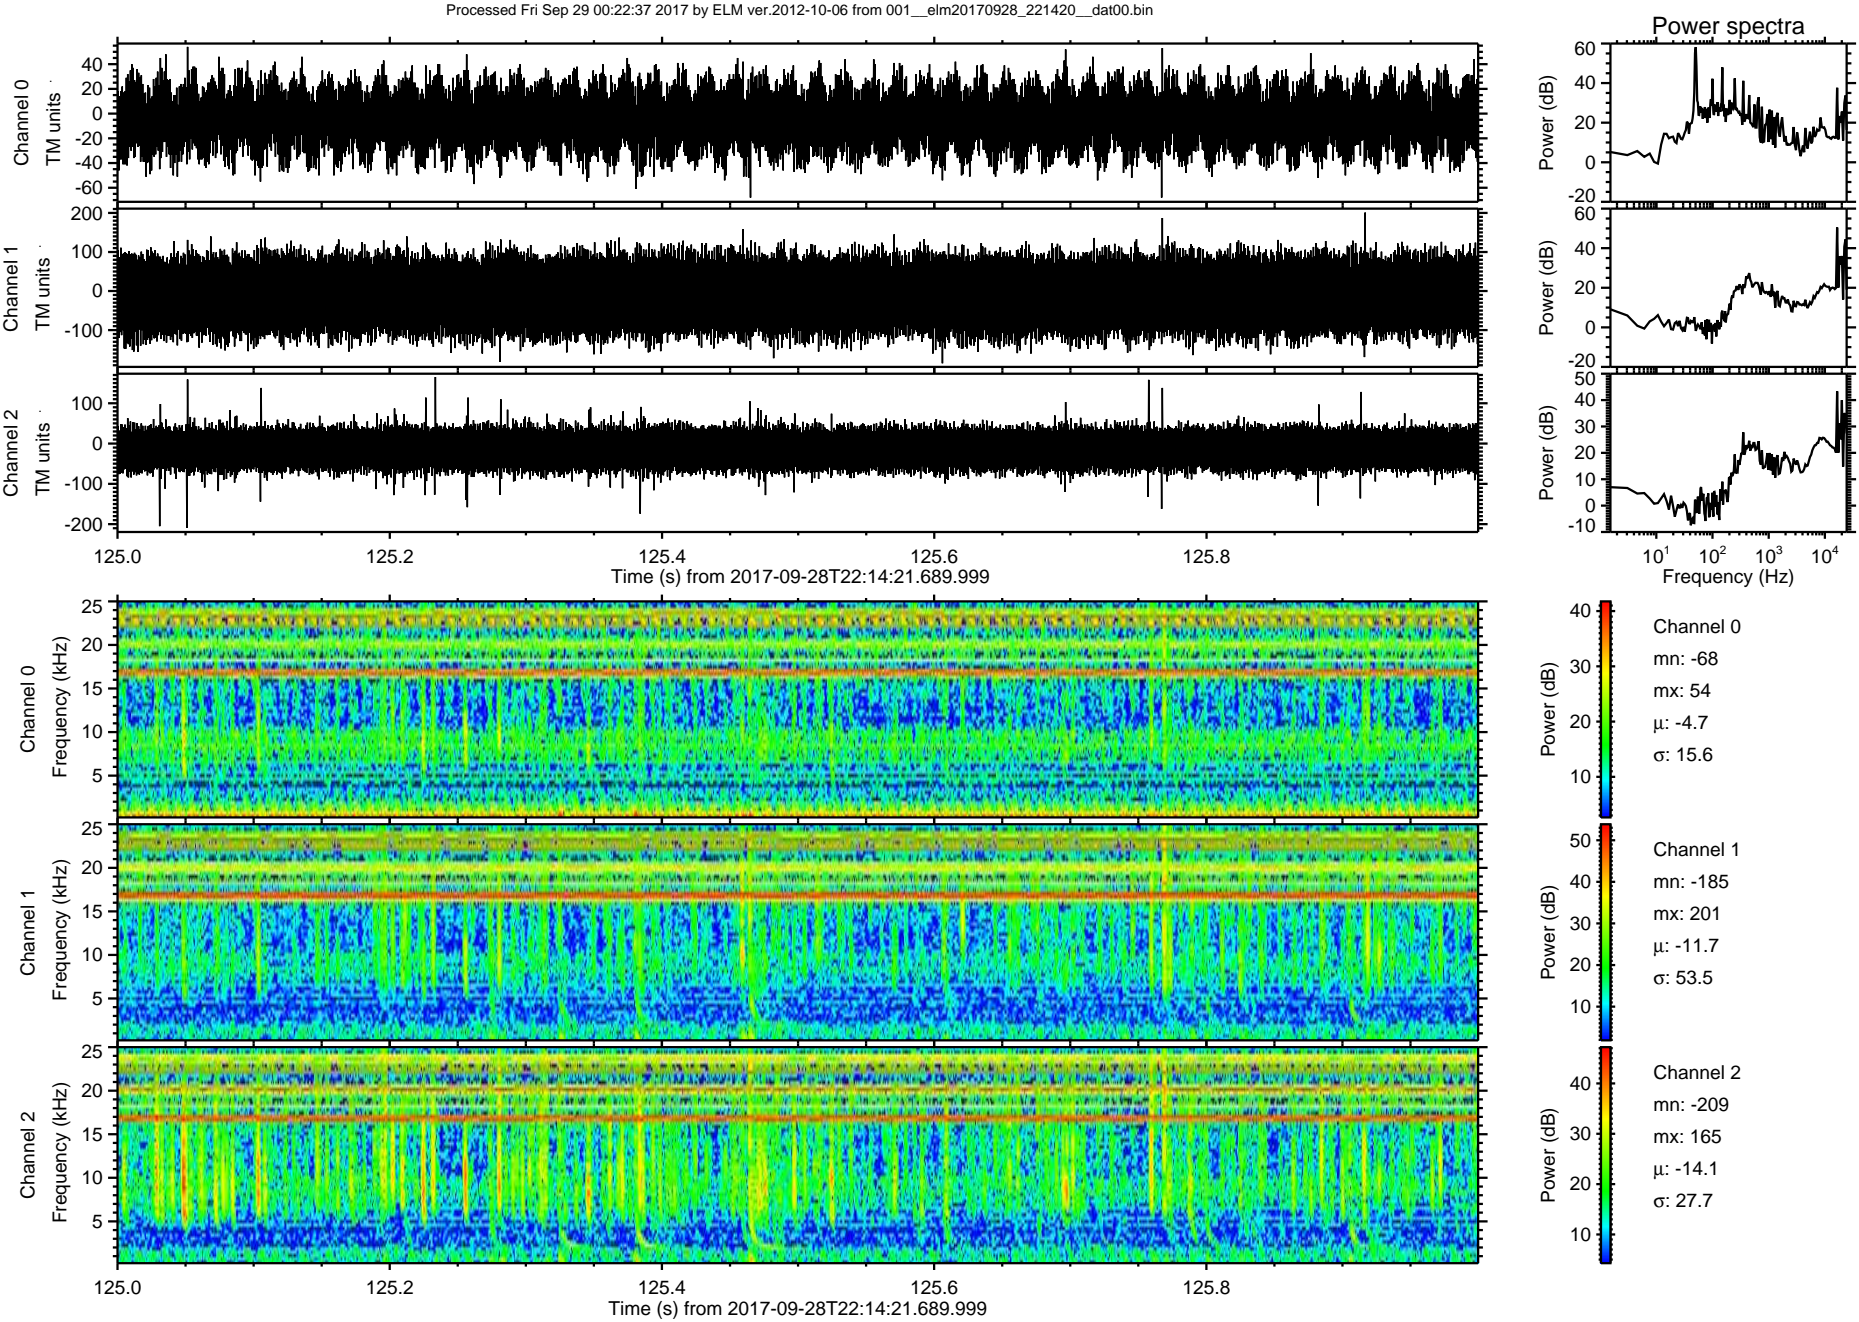 Processed Fri Sep 29 00:22:37 2017 by ELM ver.2012-10-06 from 001__elm20170928_221420__dat00.bin
Power spectra
Channel 0
TM units
40
20
0
-20
-40
-60
Power (dB)
60
40
20
0
-20
Channel 1
TM units
200
100
0
-100
Power (dB)
60
40
20
0
-20
Channel 2
TM units
100
0
-100
-200
Power (dB)
50
40
30
20
10
0
-10
125.0 125.2 125.4 125.6 125.8
Time (s) from 2017-09-28T22:14:21.689.999
10^1 10^2 10^3 10^4
Frequency (Hz)
Channel 0
Frequency (kHz)
25
20
15
10
5
Power (dB)
40
30
20
10
Channel 0
mn: -68
mx: 54
μ: -4.7
σ: 15.6
Channel 1
Frequency (kHz)
25
20
15
10
5
Power (dB)
50
40
30
20
10
Channel 1
mn: -185
mx: 201
μ: -11.7
σ: 53.5
Channel 2
Frequency (kHz)
25
20
15
10
5
Power (dB)
40
30
20
10
Channel 2
mn: -209
mx: 165
μ: -14.1
σ: 27.7
125.0 125.2 125.4 125.6 125.8
Time (s) from 2017-09-28T22:14:21.689.999